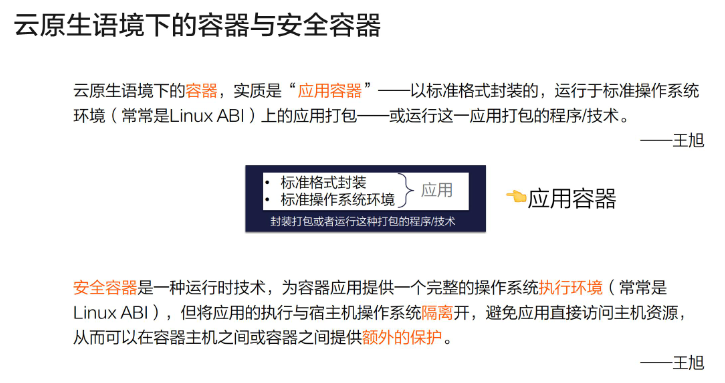 云原生语境下的容器与安全容器
云原生语境下的容器，实质是“应用容器”——以标准格式封装的，运行于标准操作系统
环境（常常是Linux ABI）上的应用打包——或运行这一应用打包的程序/技术。
——王旭
• 标准格式封装
• 标准操作系统环境
应用
封装打包或者运行这种打包的程序/技术
👈应用容器
安全容器是一种运行时技术，为容器应用提供一个完整的操作系统执行环境（常常是
Linux ABI），但将应用的执行与宿主机操作系统隔离开，避免应用直接访问主机资源，
从而可以在容器主机之间或容器之间提供额外的保护。
——王旭